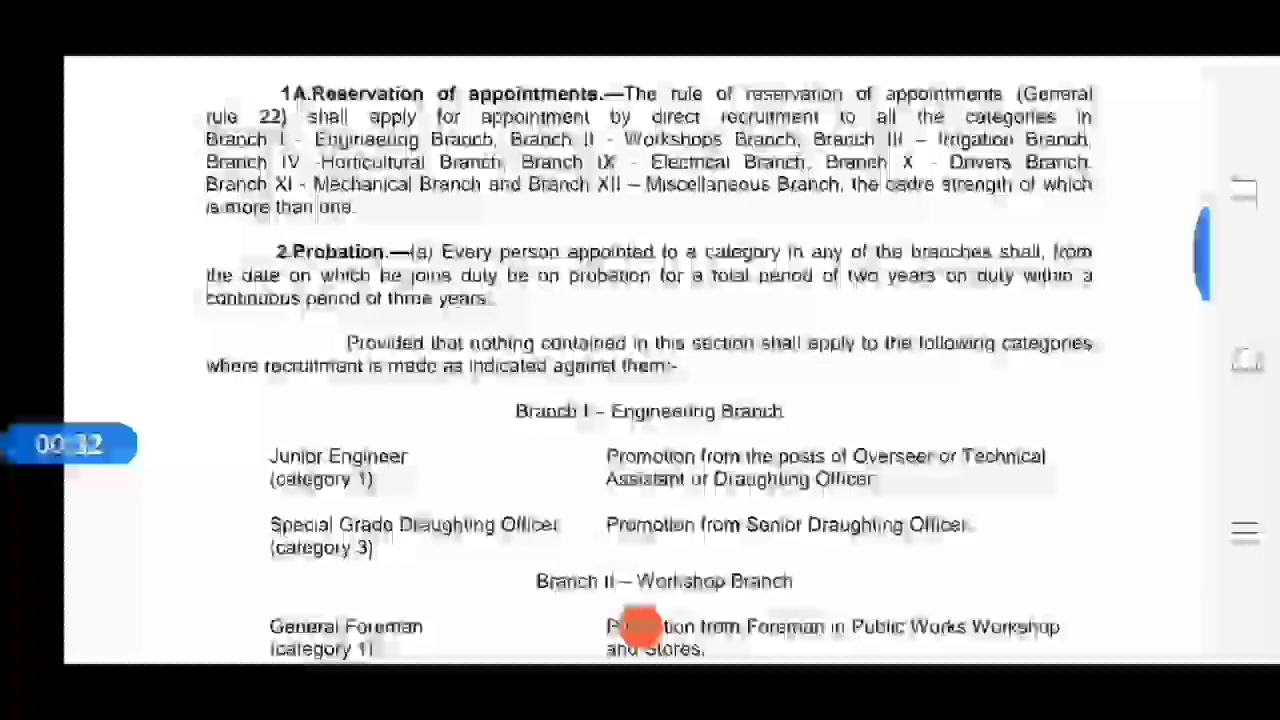 1A.Reservation of appointments.—The rule of reservation of appointments (General
rule 22) shall apply for appointment by direct recruitment to all the categories in
Branch I - Engineering Branch, Branch II - Workshops Branch, Branch III – Irrigation Branch,
Branch IV -Horticultural Branch, Branch IX - Electrical Branch, Branch X - Drivers Branch,
Branch XI - Mechanical Branch and Branch XII – Miscellaneous Branch, the cadre strength of which
is more than one.
2.Probation.—(a) Every person appointed to a category in any of the branches shall, from
the date on which he joins duty be on probation for a total period of two years on duty within a
continuous period of three years.
Provided that nothing contained in this section shall apply to the following categories
where recruitment is made as indicated against them:-
Branch I – Engineering Branch
Junior Engineer Promotion from the posts of Overseer or Technical
(category 1) Assistant or Draughting Officer
Special Grade Draughting Officer Promotion from Senior Draughting Officer.
(category 3)
Branch II – Workshop Branch
00:32
General Foreman from Foreman in Public Works Workshop
(category 1) and Stores.